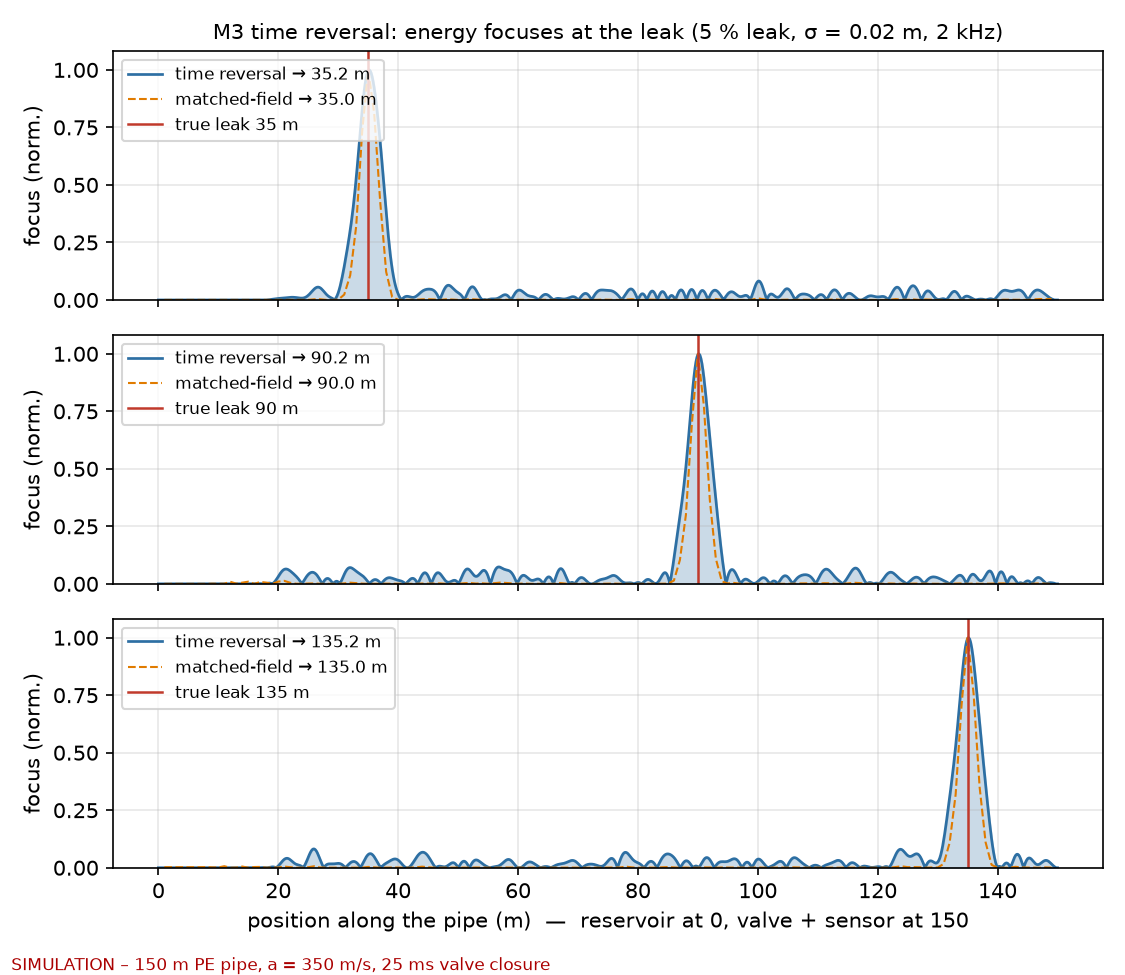 M3 time reversal: energy focuses at the leak (5 % leak, σ = 0.02 m, 2 kHz)
focus (norm.)
1.00
0.75
0.50
0.25
0.00
time reversal → 35.2 m
matched-field → 35.0 m
true leak 35 m
focus (norm.)
1.00
0.75
0.50
0.25
0.00
time reversal → 90.2 m
matched-field → 90.0 m
true leak 90 m
focus (norm.)
1.00
0.75
0.50
0.25
0.00
time reversal → 135.2 m
matched-field → 135.0 m
true leak 135 m
0 20 40 60 80 100 120 140
position along the pipe (m) — reservoir at 0, valve + sensor at 150
SIMULATION – 150 m PE pipe, a = 350 m/s, 25 ms valve closure